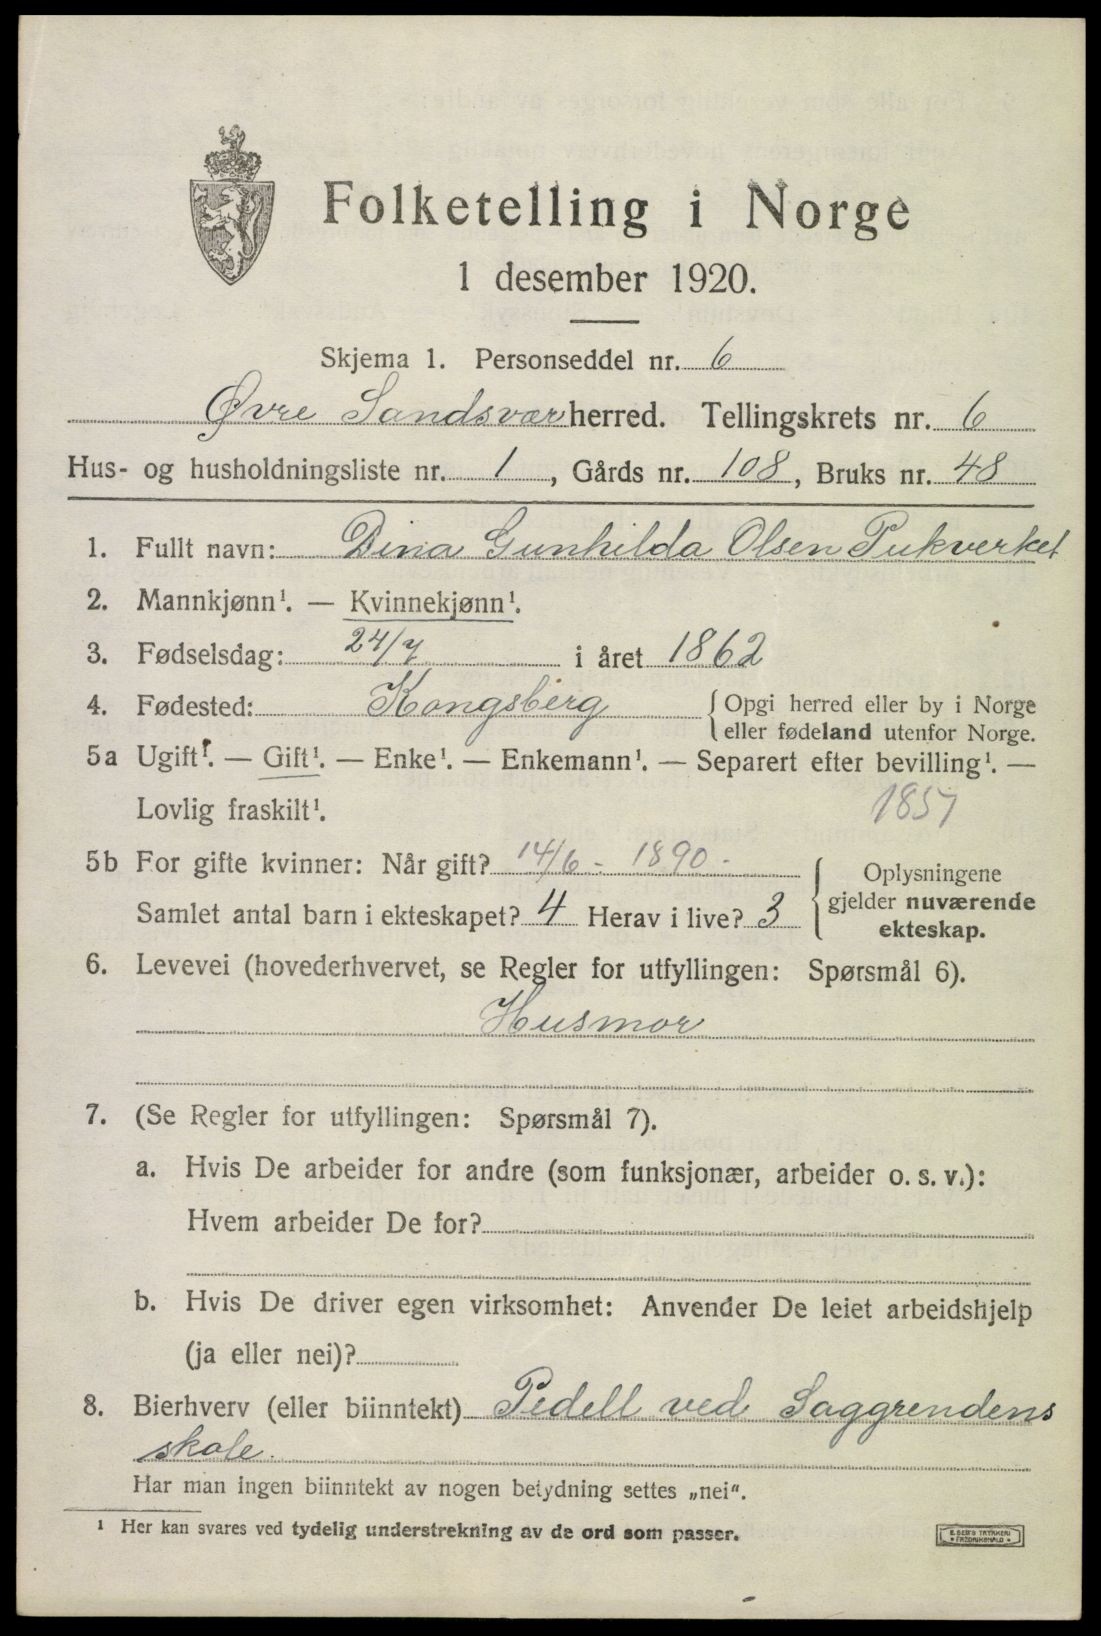 Folketelling i Norge
1 desember 1920.
Skjema 1. Personseddel nr. 6
Øvre Sandsvær herred. Tellingskrets nr. 6
Hus- og husholdningsliste nr. 1, Gårds nr. 108, Bruks nr. 48
1. Fullt navn: Dina Gunhilda Olsen Pukverket
2. Mannkjønn¹. — Kvinnekjønn¹.
3. Fødselsdag: 24/7 i året 1862
4. Fødested: Kongsberg { Opgi herred eller by i Norge
eller fødeland utenfor Norge.
5a Ugift¹. — Gift¹. — Enke¹. — Enkemann¹. — Separert efter bevilling¹. —
Lovlig fraskilt¹. 1857
5b For gifte kvinner: Når gift? 14/6 - 1890 -
Samlet antal barn i ekteskapet? 4 Herav i live? 3
{ Oplysningene
gjelder nuværende
ekteskap.
6. Levevei (hovederhvervet, se Regler for utfyllingen: Spørsmål 6).
Husmor
7. (Se Regler for utfyllingen: Spørsmål 7).
a. Hvis De arbeider for andre (som funksjonær, arbeider o. s. v.):
Hvem arbeider De for?
b. Hvis De driver egen virksomhet: Anvender De leiet arbeidshjelp
(ja eller nei)?
8. Bierhverv (eller biinntekt) Pedell ved Saggrendens
skole.
Har man ingen biinntekt av nogen betydning settes „nei“.
¹ Her kan svares ved tydelig understrekning av de ord som passer.
E. SEM'S TRYKKERI
FREDRIKSHALD